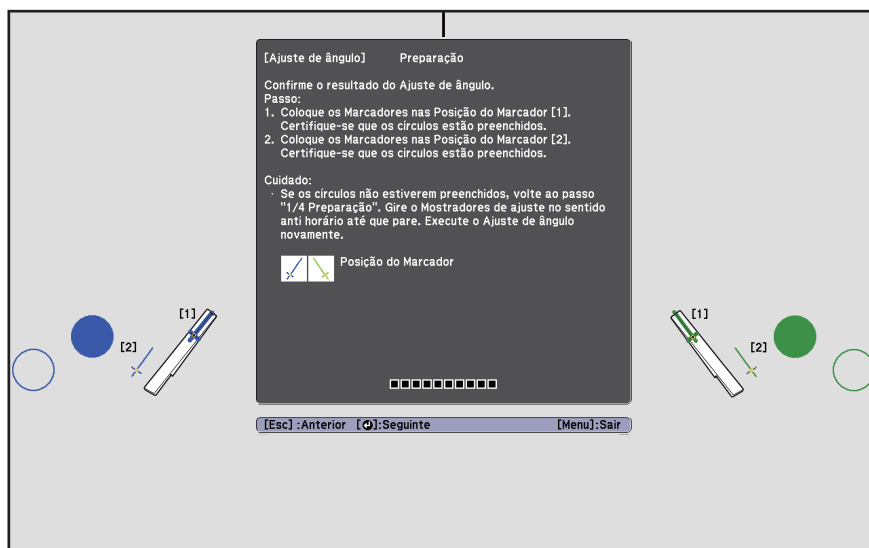 [Ajuste de ângulo] Preparação
Confirme o resultado do Ajuste de ângulo.
Passo:
1. Coloque os Marcadores nas Posição do Marcador [1].
Certifique-se que os círculos estão preenchidos.
2. Coloque os Marcadores nas Posição do Marcador [2].
Certifique-se que os círculos estão preenchidos.
Cuidado:
· Se os círculos não estiverem preenchidos, volte ao passo
"1/4 Preparação". Gire o Mostradores de ajuste no sentido
anti horário até que pare. Execute o Ajuste de ângulo
novamente.
Posição do Marcador
[1]
[2]
[1]
[2]
[Esc] :Anterior [⏎]:Seguinte [Menu]:Sair